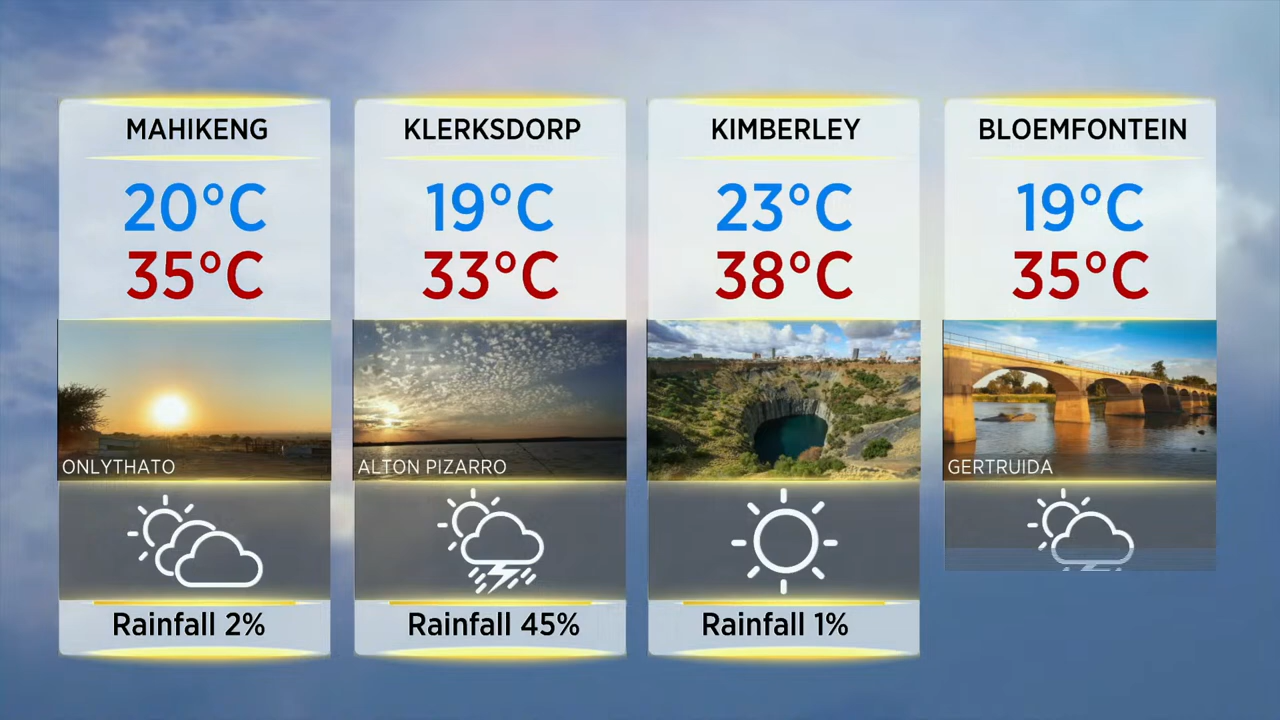 MAHIKENG
20°C
35°C
ONLYTHATO
Rainfall 2%
KLERKSDORP
19°C
33°C
ALTON PIZARRO
Rainfall 45%
KIMBERLEY
23°C
38°C
Rainfall 1%
BLOEMFONTEIN
19°C
35°C
GERTRUIDA